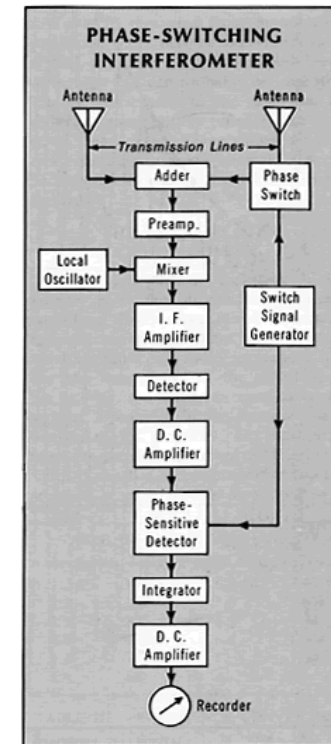 PHASE-SWITCHING
INTERFEROMETER
Antenna
Antenna
Transmission Lines
Adder
Phase
Switch
Preamp.
Local
Oscillator
Mixer
Switch
Signal
Generator
I. F.
Amplifier
Detector
D. C.
Amplifier
Phase-
Sensitive
Detector
Integrator
D. C.
Amplifier
Recorder